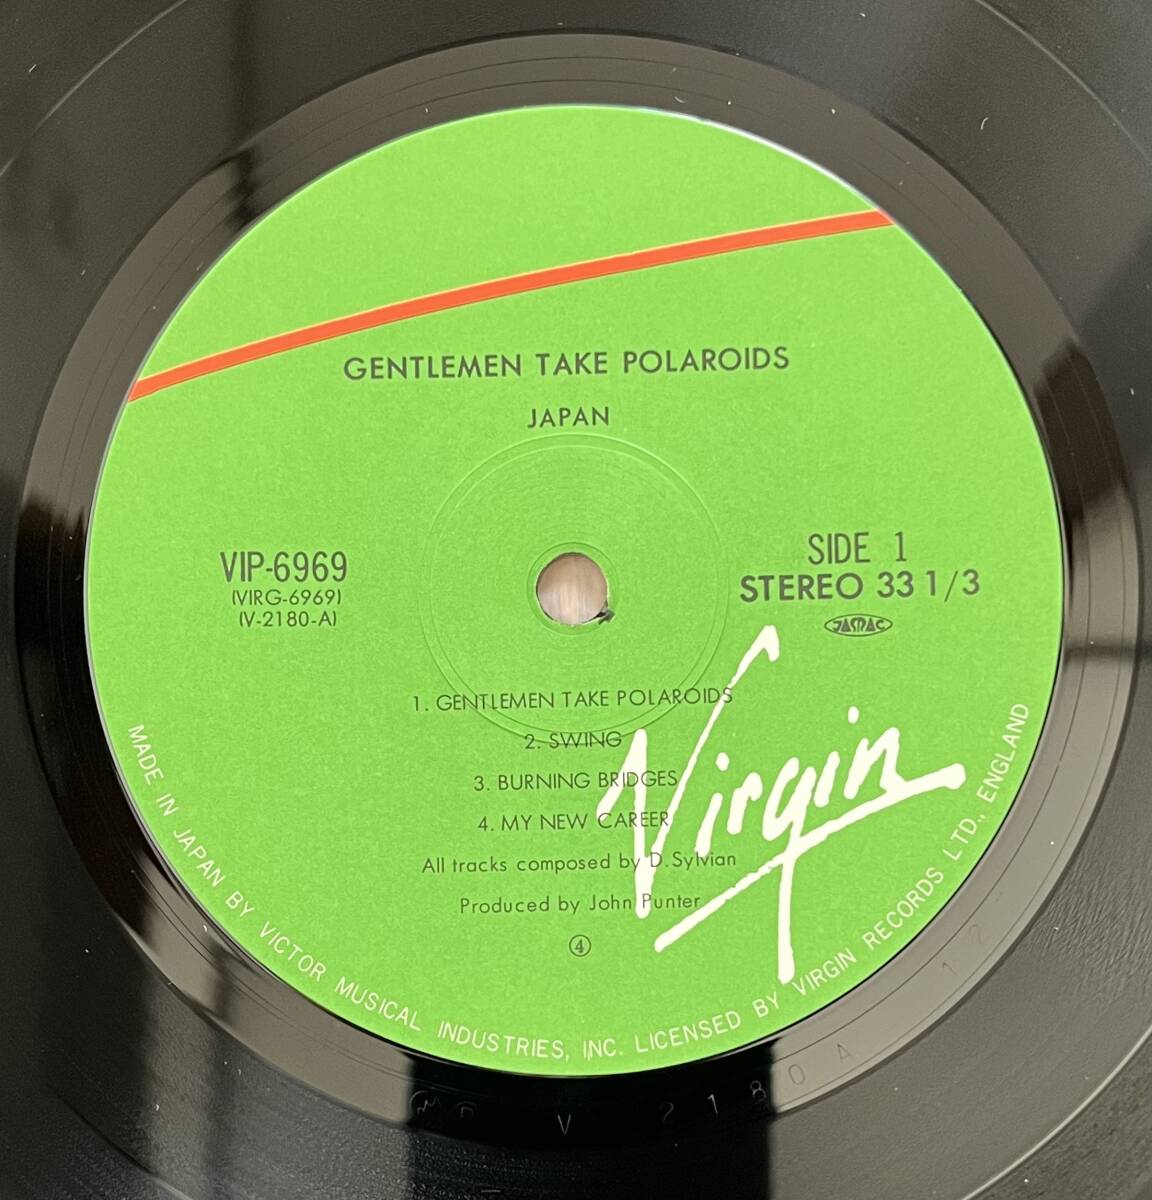 GENTLEMEN TAKE POLAROIDS
JAPAN
VIP-6969
(VIRG-6969)
(V-2180-A)
SIDE 1
STEREO 33 1/3
JASRAC
1. GENTLEMEN TAKE POLAROIDS
2. SWING
3. BURNING BRIDGES
4. MY NEW CAREER
All tracks composed by D. Sylvian
Produced by John Punter
④
Virgin
MADE IN JAPAN BY VICTOR MUSICAL INDUSTRIES, INC. LICENSED BY VIRGIN RECORDS LTD., ENGLAND
V 2180 A 12